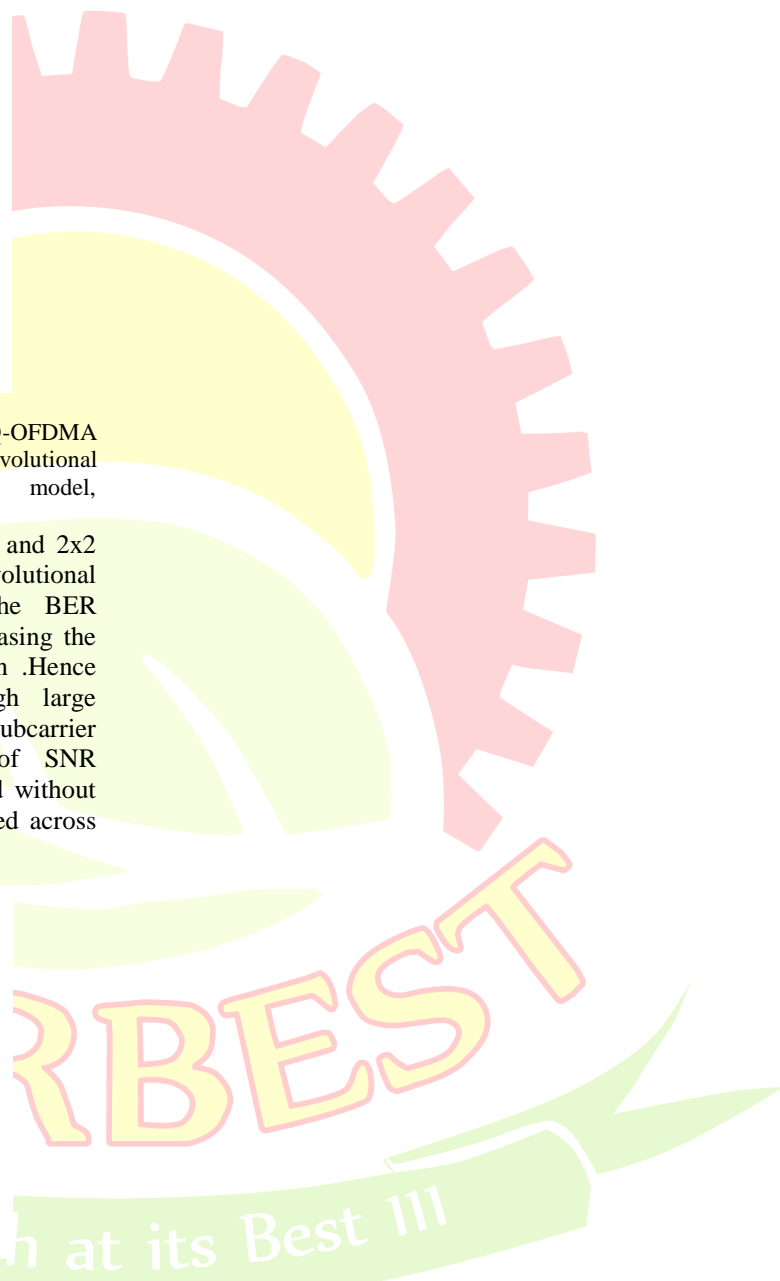 -OFDMA
volutional
model,
and 2x2
volutional
he BER
asing the
n .Hence
gh large
ubcarrier
of SNR
d without
ed across
RBEST
h at its Best !!!